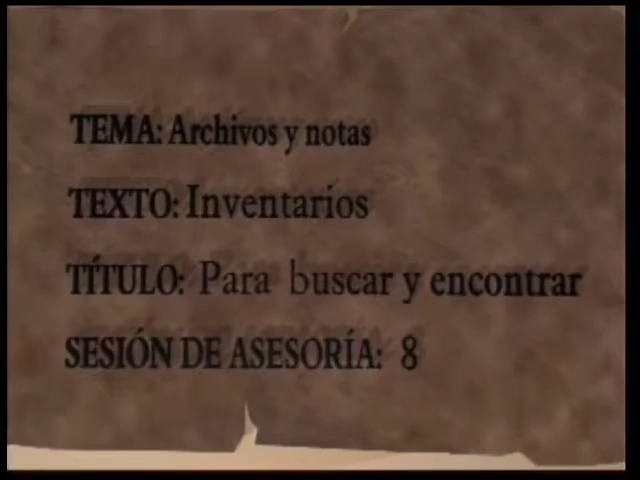 TEMA: Archivos y notas
TEXTO: Inventarios
TÍTULO: Para buscar y encontrar
SESIÓN DE ASESORÍA: 8